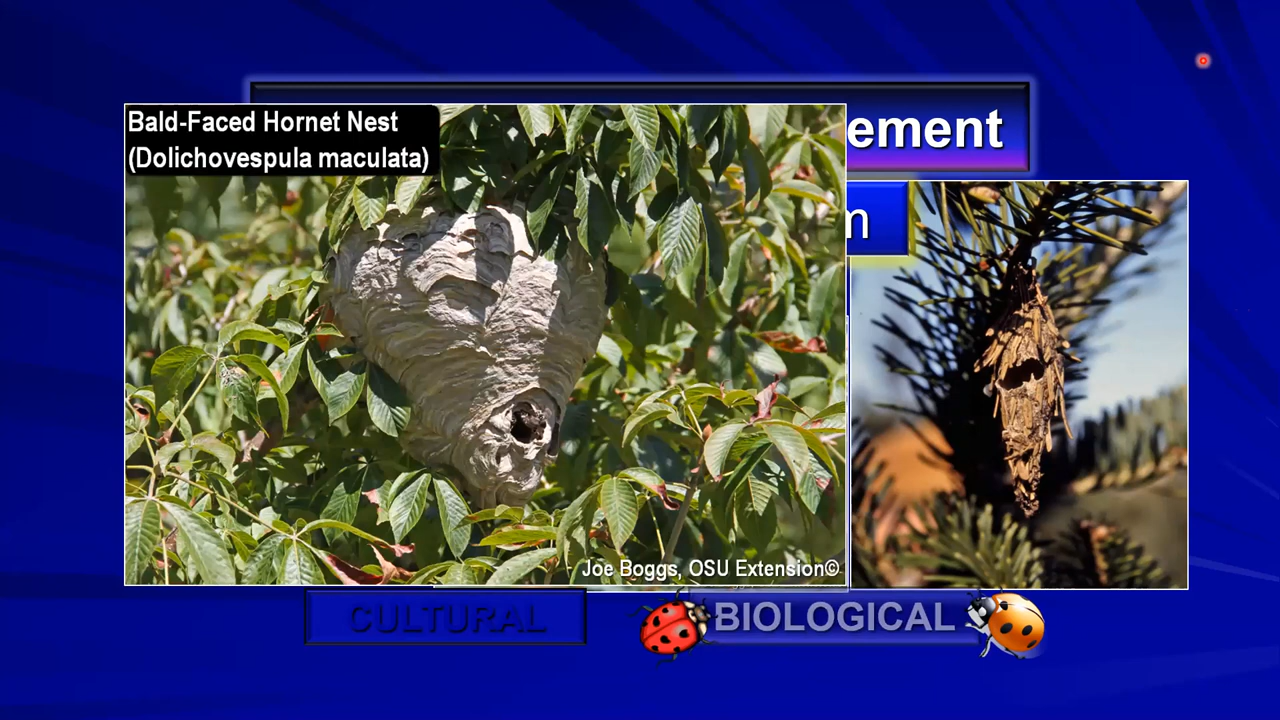 Bald-Faced Hornet Nest
(Dolichovespula maculata)
ement
m
Joe Boggs, OSU Extension©
CULTURAL
BIOLOGICAL